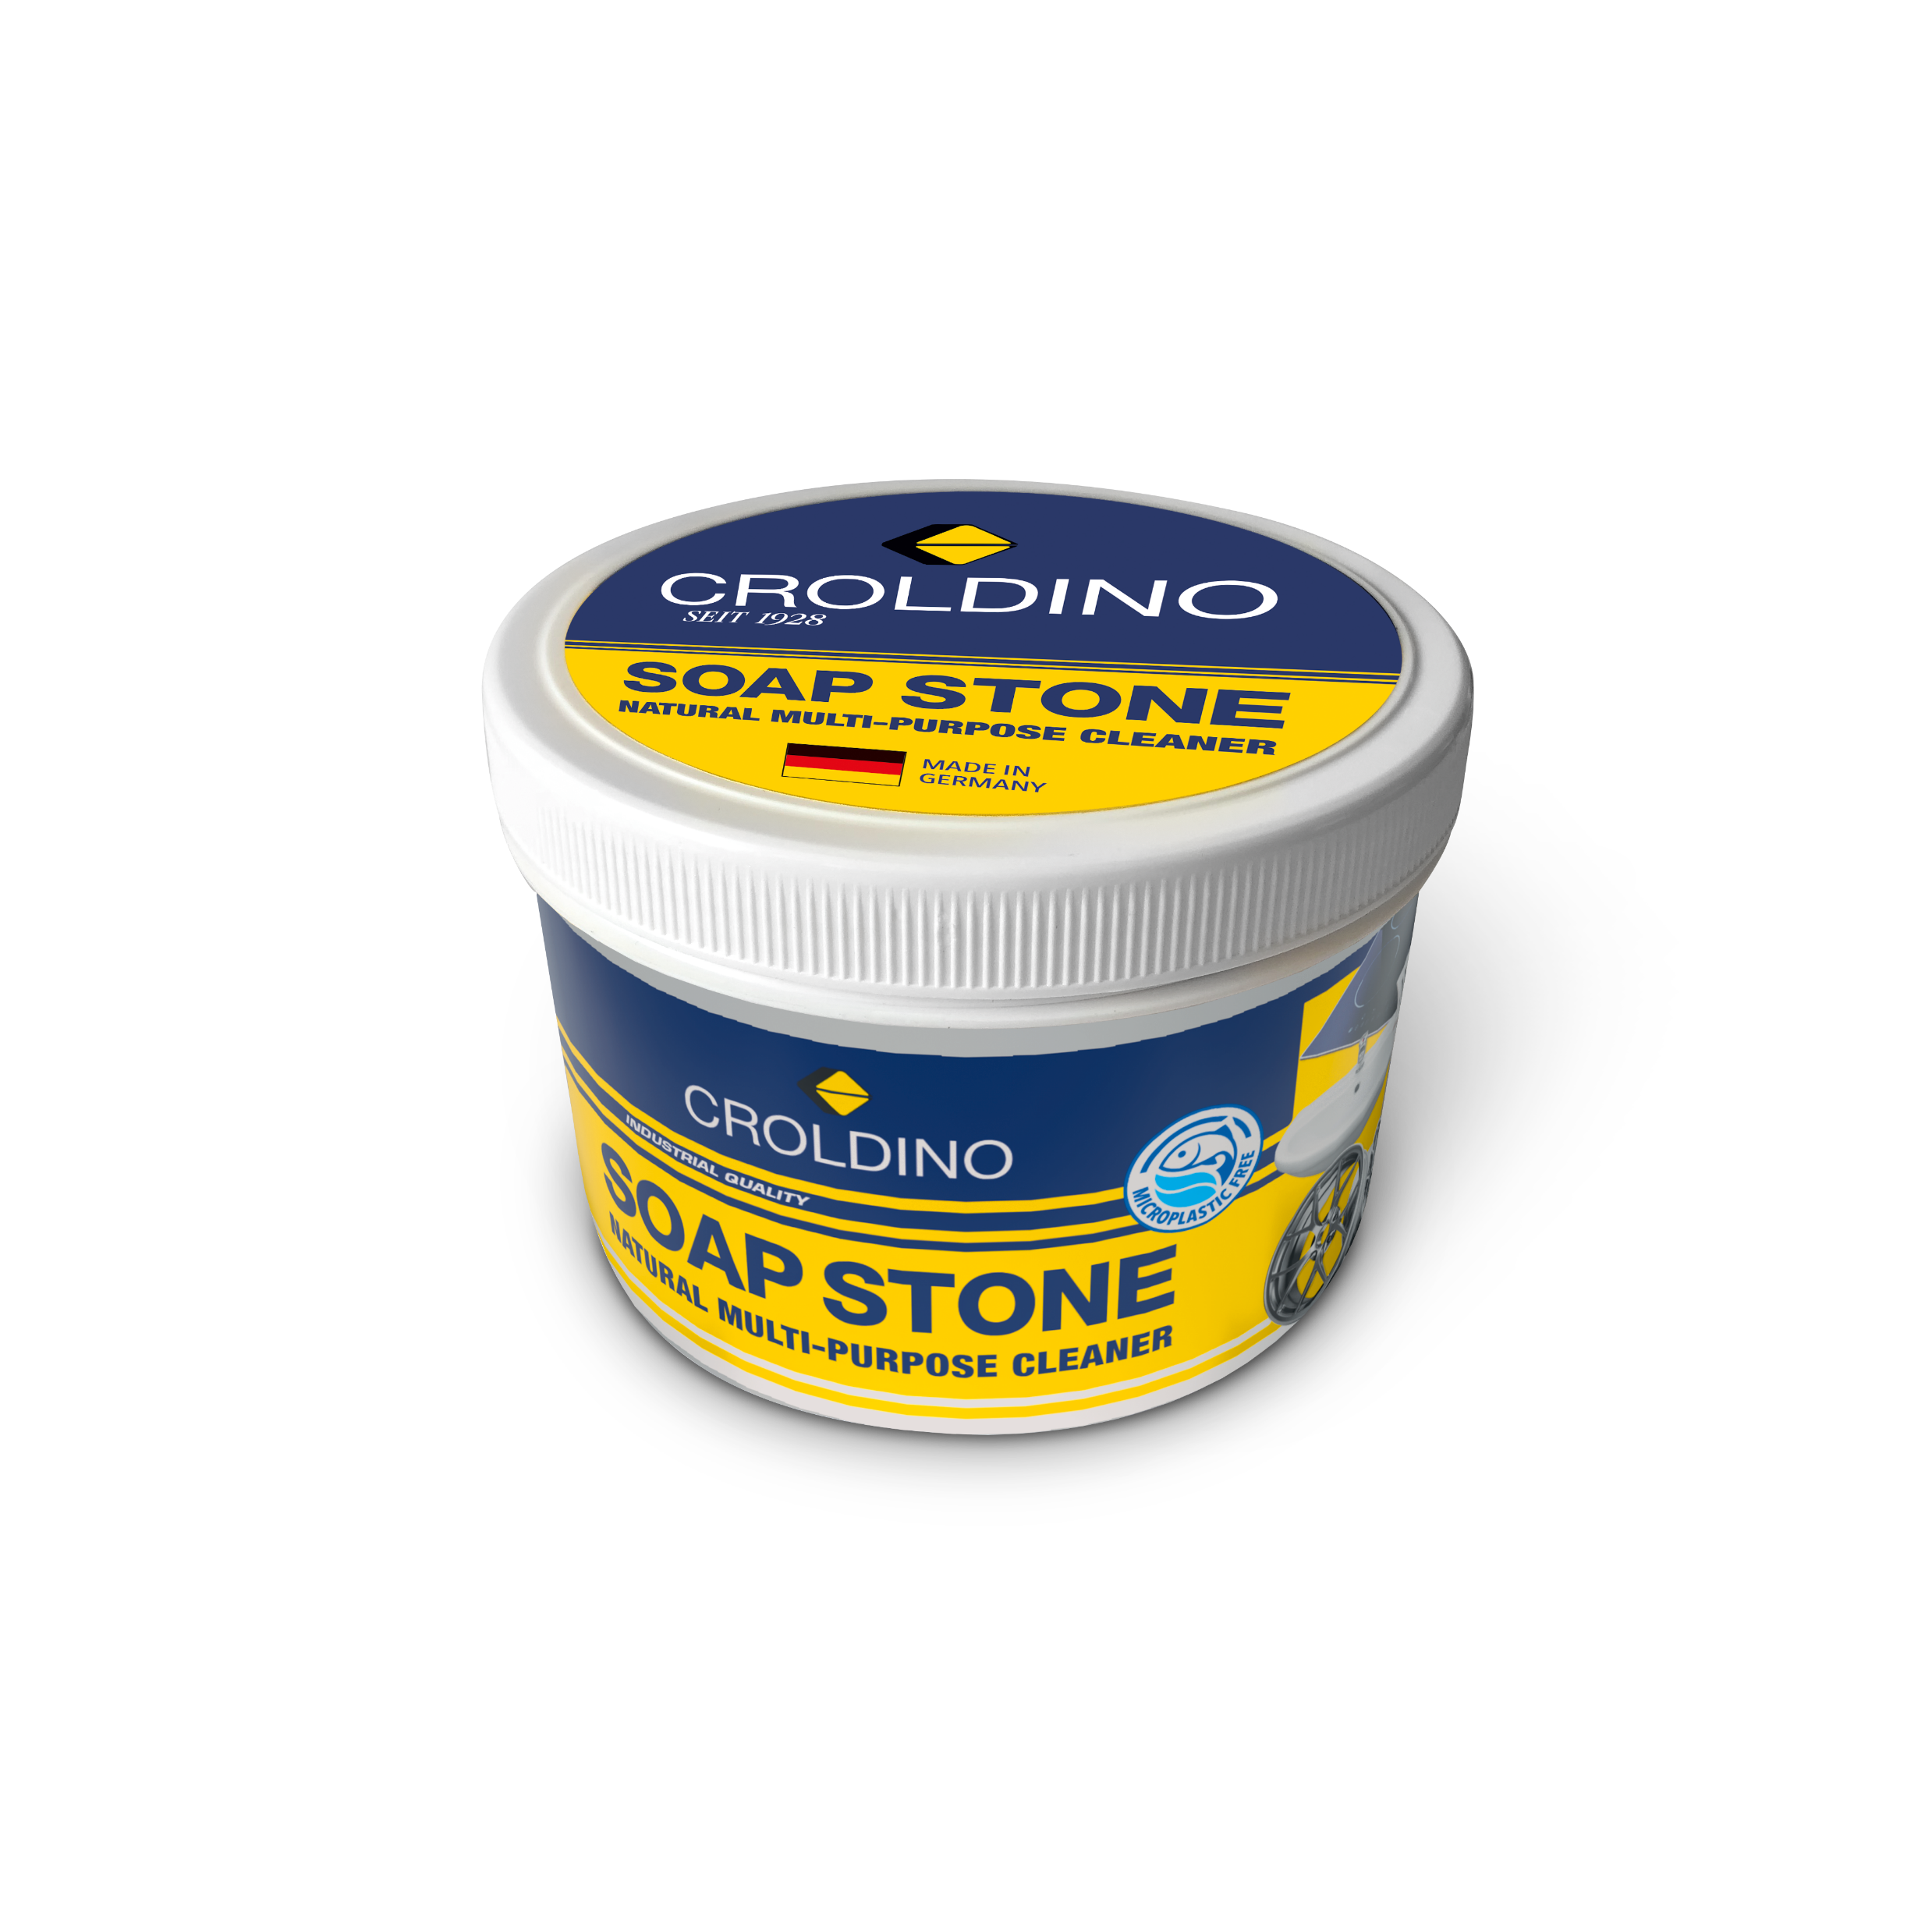 CROLDINO
SEIT 1928
SOAP STONE
NATURAL MULTI-PURPOSE CLEANER
MADE IN
GERMANY
CROLDINO
INDUSTRIAL QUALITY
SOAP STONE
NATURAL MULTI-PURPOSE CLEANER
MICROPLASTIC FREE